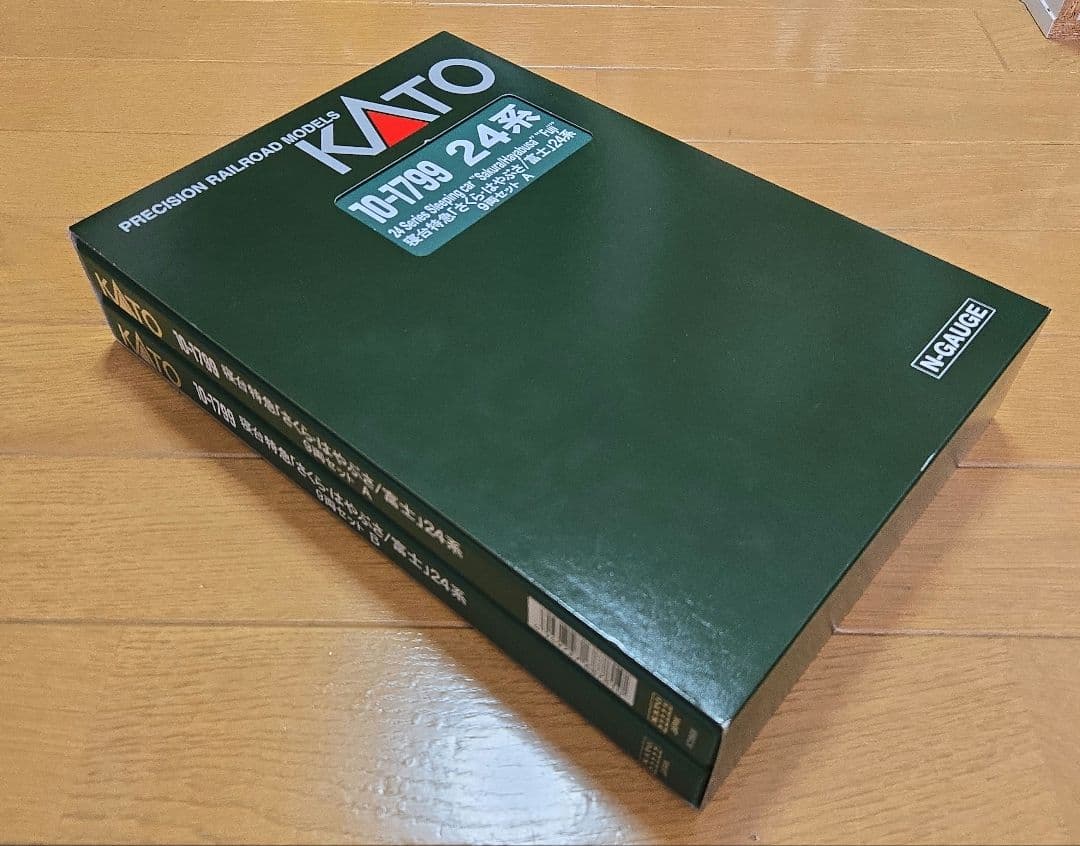 PRECISION RAILROAD MODELS
KATO
10-1799 24系
24 Series Sleeping car "Sakura/Hayabusa" "Fuji"
寝台特急「さくら/はやぶさ/富士」24系
9両セット A
N-GAUGE
KATO 10-1799 寝台特急「さくら/はやぶさ/富士」24系
9両セット A
KATO 10-1799 寝台特急「さくら/はやぶさ/富士」24系
9両セット B